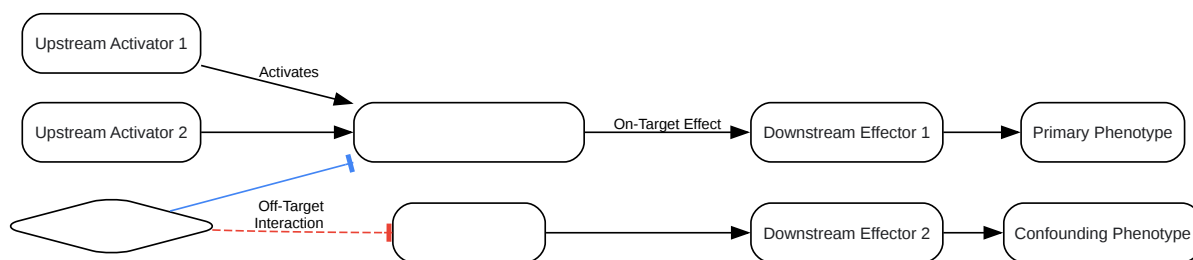 Upstream Activator 1
Activates
Upstream Activator 2
On-Target Effect
Downstream Effector 1
Primary Phenotype
Off-Target
Interaction
Downstream Effector 2
Confounding Phenotype